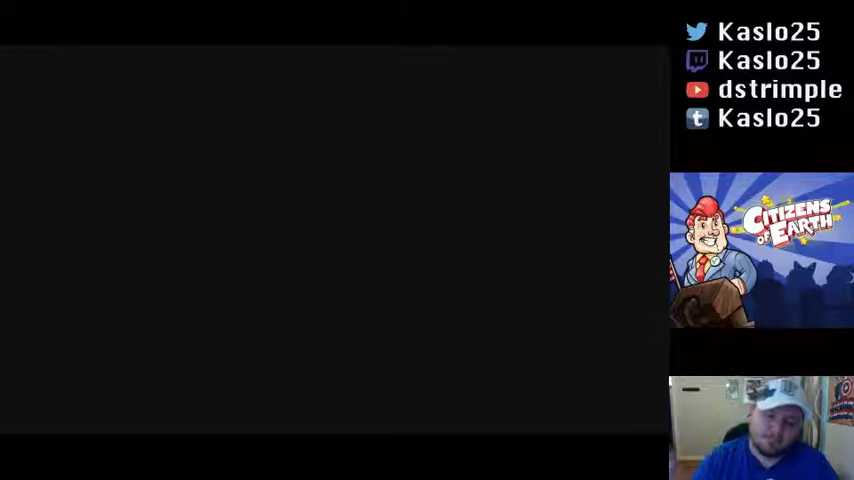 Kaslo25
Kaslo25
dstrimple
t Kaslo25
CITIZENS
OF EARTH